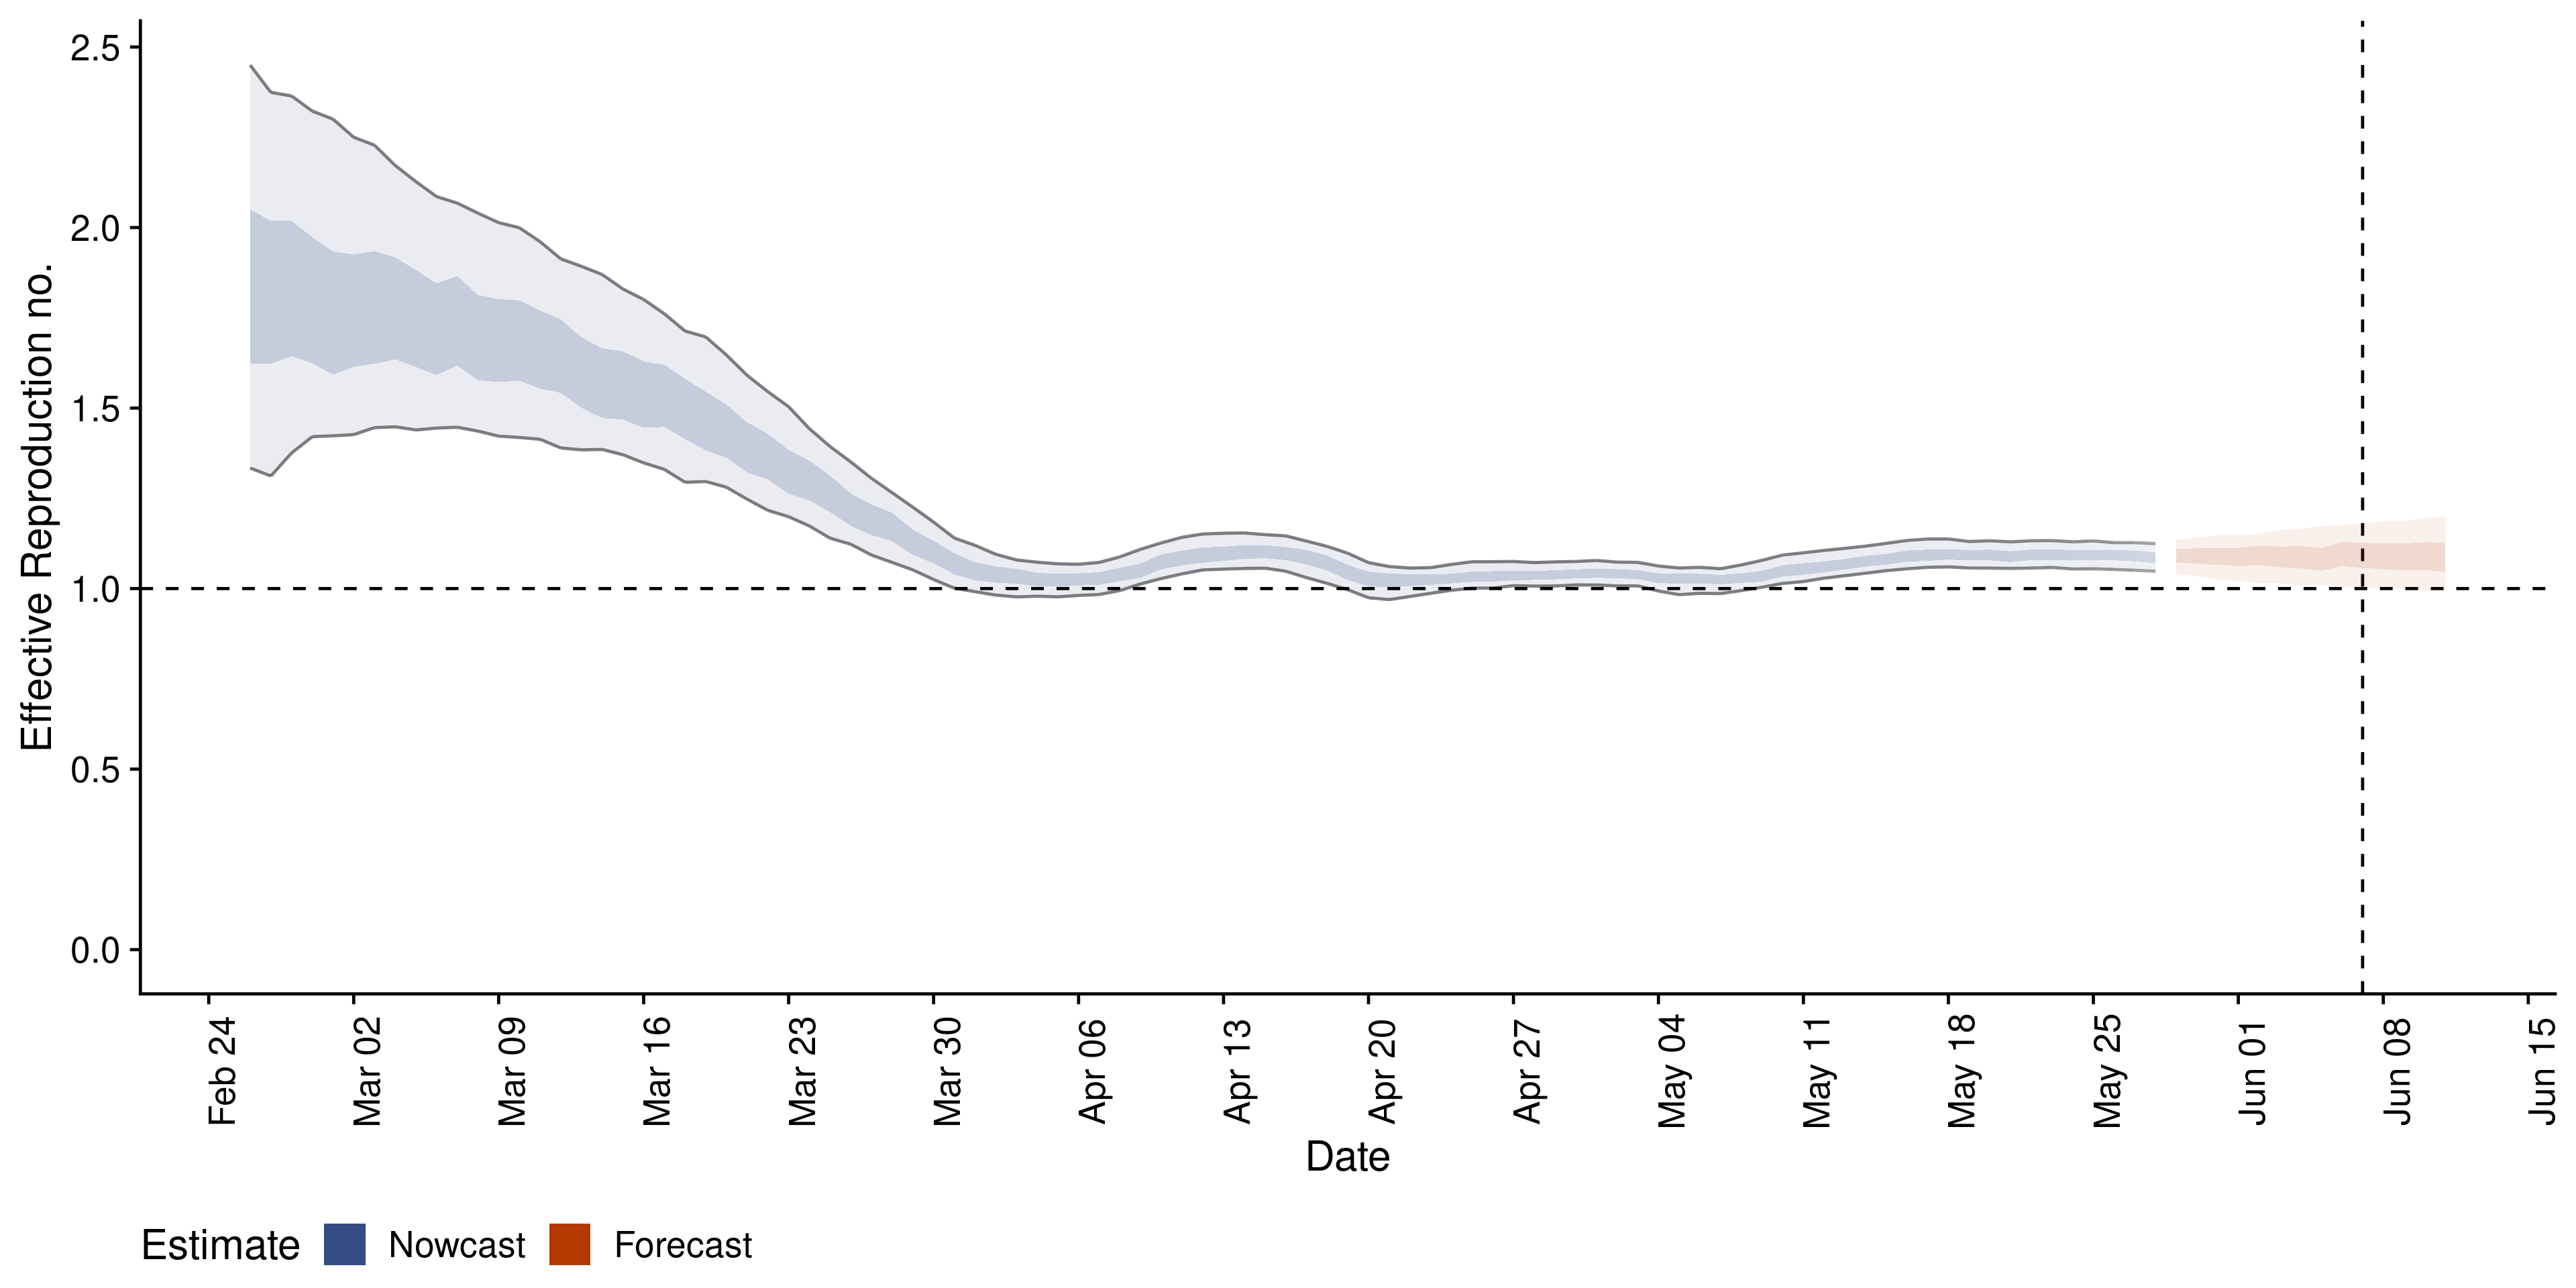 Effective Reproduction no.
2.5
2.0
1.5
1.0
0.5
0.0
Feb 24
Mar 02
Mar 09
Mar 16
Mar 23
Mar 30
Apr 06
Apr 13
Apr 20
Apr 27
May 04
May 11
May 18
May 25
Jun 01
Jun 08
Jun 15
Date
Estimate Nowcast Forecast